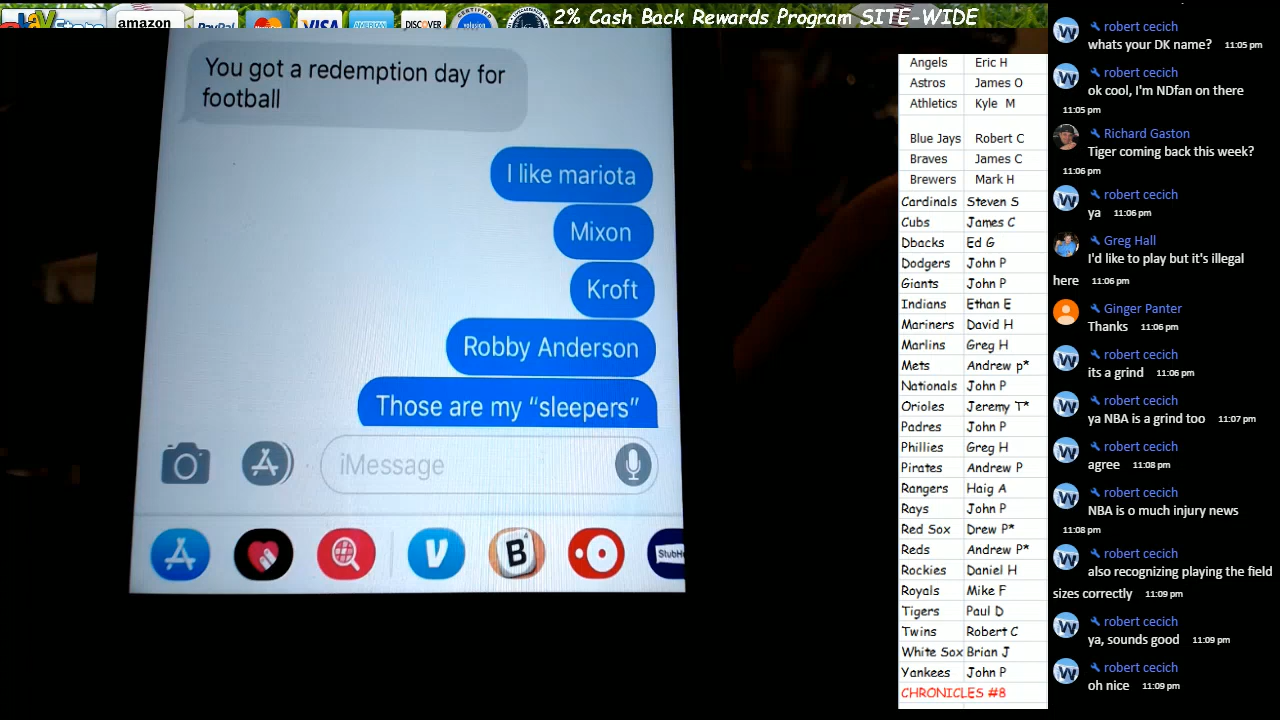 ebay Stores amazon PayPal VISA AMERICAN DISCOVER CERTIFIED 2% Cash Back Rewards Program SITE-WIDE
You got a redemption day for
football
I like mariota
Mixon
Kroft
Robby Anderson
Those are my “sleepers”
iMessage
B
StubH
Angels Eric H
Astros James O
Athletics Kyle M
Blue Jays Robert C
Braves James C
Brewers Mark H
Cardinals Steven S
Cubs James C
Dbacks Ed G
Dodgers John P
Giants John P
Indians Ethan E
Mariners David H
Marlins Greg H
Mets Andrew p*
Nationals John P
Orioles Jeremy T*
Padres John P
Phillies Greg H
Pirates Andrew P
Rangers Haig A
Rays John P
Red Sox Drew P*
Reds Andrew P*
Rockies Daniel H
Royals Mike F
Tigers Paul D
Twins Robert C
White Sox Brian J
Yankees John P
CHRONICLES #8
robert cecich
whats your DK name? 11:05 pm
robert cecich
ok cool, I'm NDfan on there
11:05 pm
Richard Gaston
Tiger coming back this week?
11:06 pm
robert cecich
ya 11:06 pm
Greg Hall
I'd like to play but it's illegal
here 11:06 pm
Ginger Panter
Thanks 11:06 pm
robert cecich
its a grind 11:06 pm
robert cecich
ya NBA is a grind too 11:07 pm
robert cecich
agree 11:08 pm
robert cecich
NBA is o much injury news
11:08 pm
robert cecich
also recognizing playing the field
sizes correctly 11:09 pm
robert cecich
ya, sounds good 11:09 pm
robert cecich
oh nice 11:09 pm